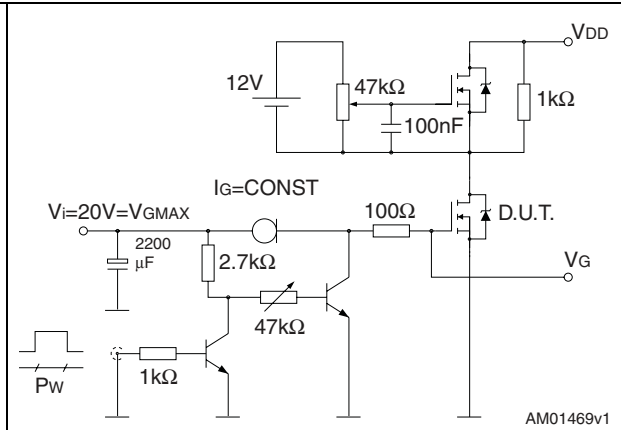 VDD
12V
47kΩ
1kΩ
100nF
IG=CONST
Vi=20V=VGMAX
100Ω
D.U.T.
2200
μF
2.7kΩ
VG
47kΩ
1kΩ
PW
AM01469v1